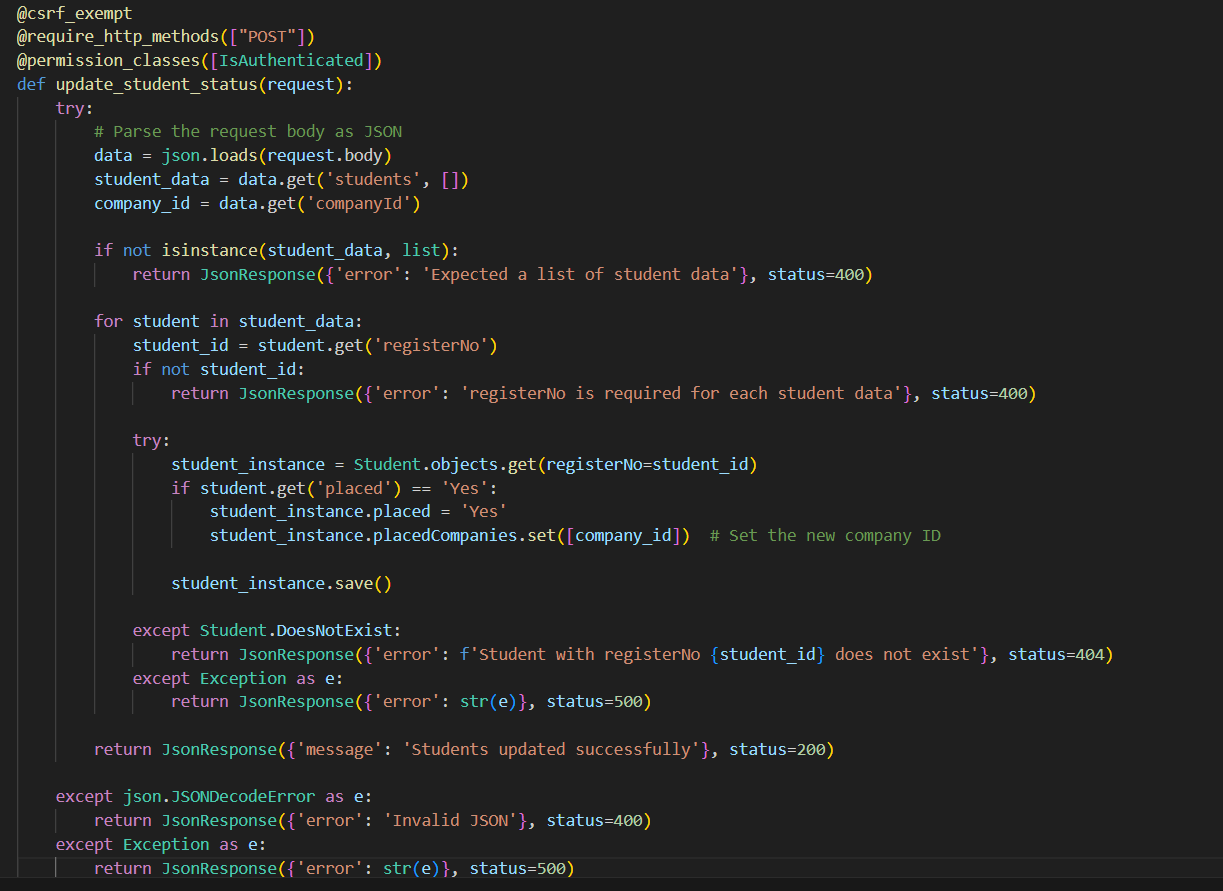 @csrf_exempt
@require_http_methods(["POST"])
@permission_classes([IsAuthenticated])
def update_student_status(request):
    try:
        # Parse the request body as JSON
        data = json.loads(request.body)
        student_data = data.get('students', [])
        company_id = data.get('companyId')

        if not isinstance(student_data, list):
            return JsonResponse({'error': 'Expected a list of student data'}, status=400)

        for student in student_data:
            student_id = student.get('registerNo')
            if not student_id:
                return JsonResponse({'error': 'registerNo is required for each student data'}, status=400)

            try:
                student_instance = Student.objects.get(registerNo=student_id)
                if student.get('placed') == 'Yes':
                    student_instance.placed = 'Yes'
                    student_instance.placedCompanies.set([company_id])  # Set the new company ID

                student_instance.save()

            except Student.DoesNotExist:
                return JsonResponse({'error': f'Student with registerNo {student_id} does not exist'}, status=404)
            except Exception as e:
                return JsonResponse({'error': str(e)}, status=500)

        return JsonResponse({'message': 'Students updated successfully'}, status=200)

    except json.JSONDecodeError as e:
        return JsonResponse({'error': 'Invalid JSON'}, status=400)
    except Exception as e:
        return JsonResponse({'error': str(e)}, status=500)